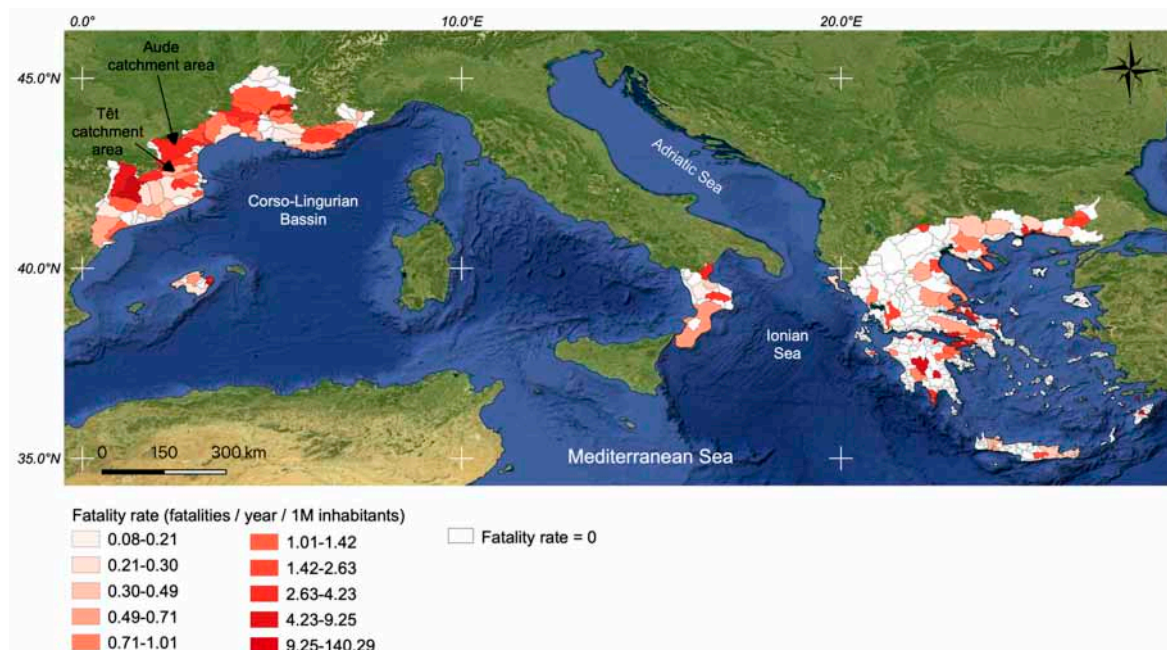 0.0°
10.0°E
20.0°E
Aude
catchment area
45.0°N
Têt
catchment
area
Adriatic Sea
Corso-Lingurian
Bassin
40.0°N
Ionian
Sea
0 150 300 km
35.0°N
Mediterranean Sea
Fatality rate (fatalities / year / 1M inhabitants)
0.08-0.21
0.21-0.30
0.30-0.49
0.49-0.71
0.71-1.01
1.01-1.42
1.42-2.63
2.63-4.23
4.23-9.25
9.25-140.29
Fatality rate = 0